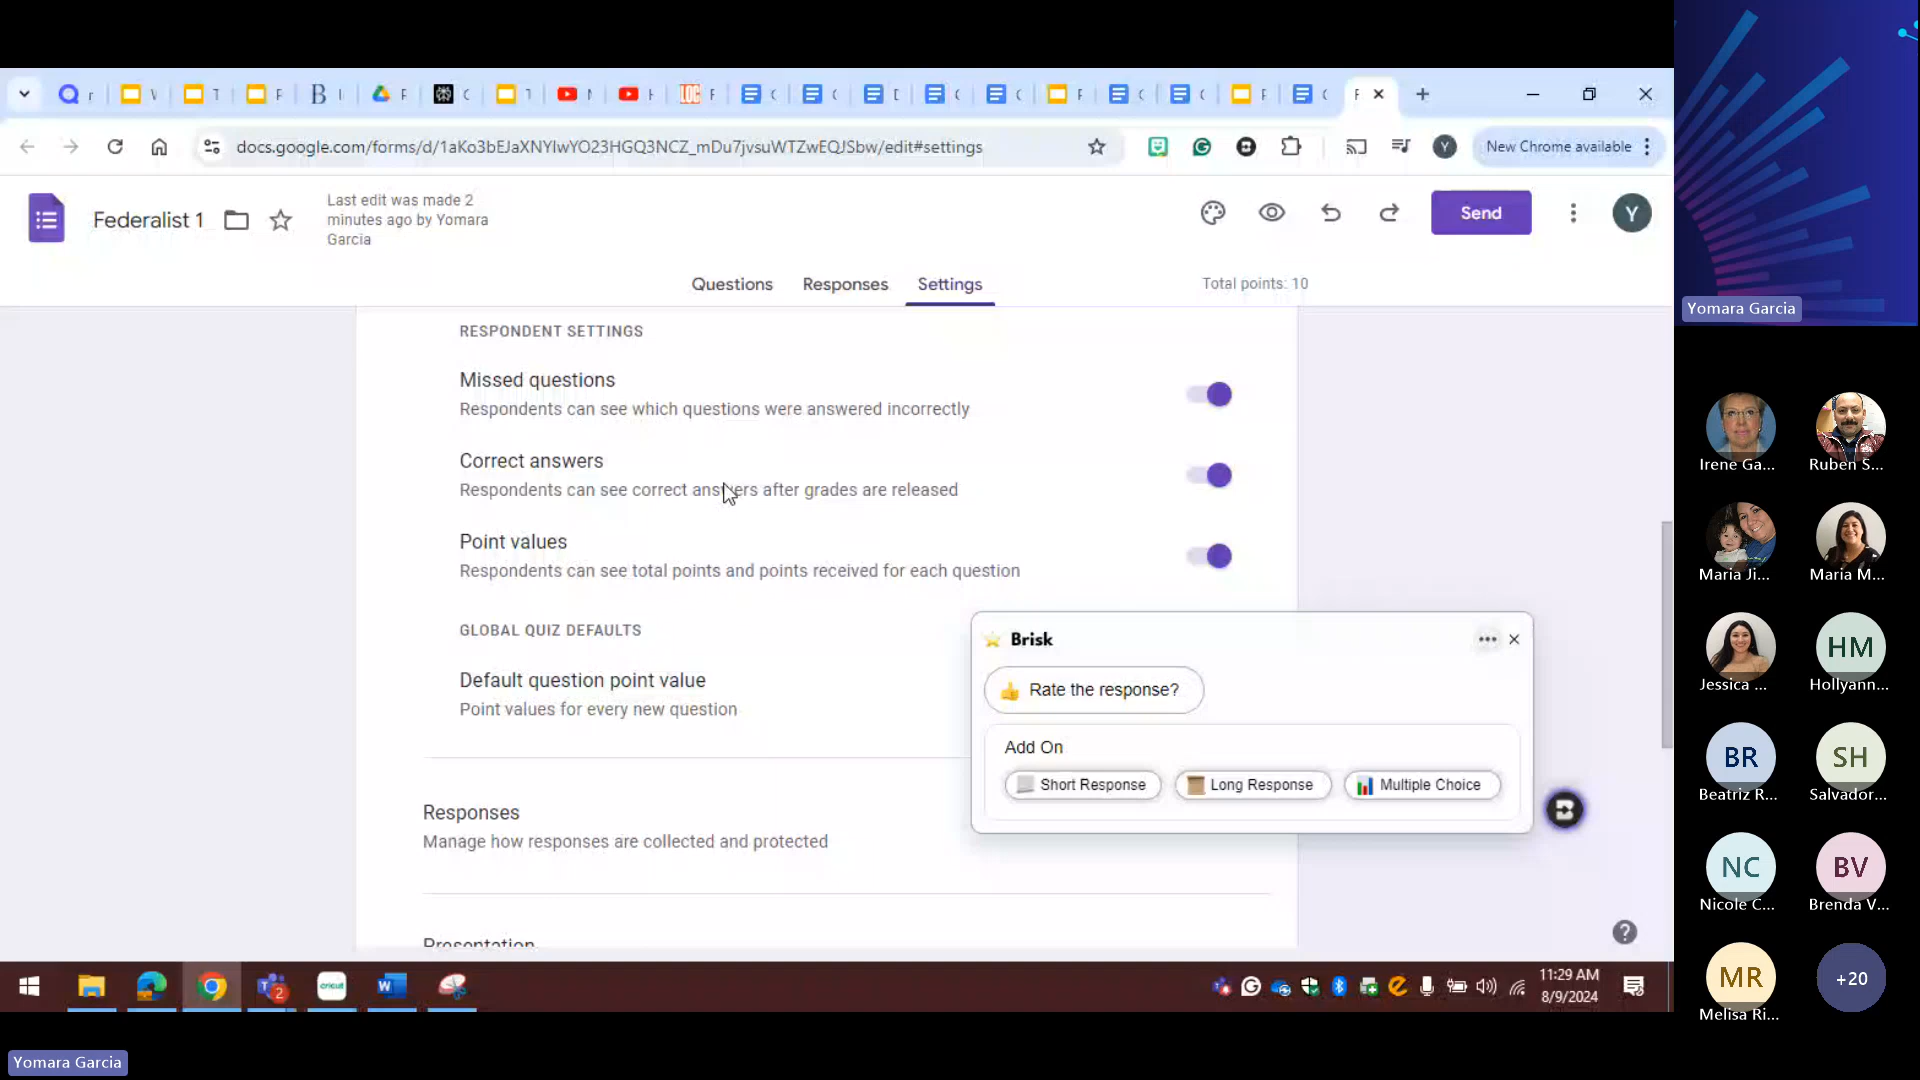 docs.google.com/forms/d/1aKo3bEJaXNYIwYO23HGQ3NCZ_mDu7jvsuWTZwEQJSbw/edit#settings
Y
New Chrome available
Federalist 1
Last edit was made 2
minutes ago by Yomara
Garcia
Send
Y
Questions
Responses
Settings
Total points: 10
RESPONDENT SETTINGS
Missed questions
Respondents can see which questions were answered incorrectly
Correct answers
Respondents can see correct answers after grades are released
Point values
Respondents can see total points and points received for each question
GLOBAL QUIZ DEFAULTS
Default question point value
Point values for every new question
Brisk
Rate the response?
Add On
Short Response
Long Response
Multiple Choice
Responses
Manage how responses are collected and protected
Presentation
cricut
2
11:29 AM
8/9/2024
Yomara Garcia
Yomara Garcia
Irene Ga...
Ruben S...
Maria Ji...
Maria M...
Jessica ...
HM
Hollyann...
BR
Beatriz R...
SH
Salvador...
NC
Nicole C...
BV
Brenda V...
MR
Melisa Ri...
+20